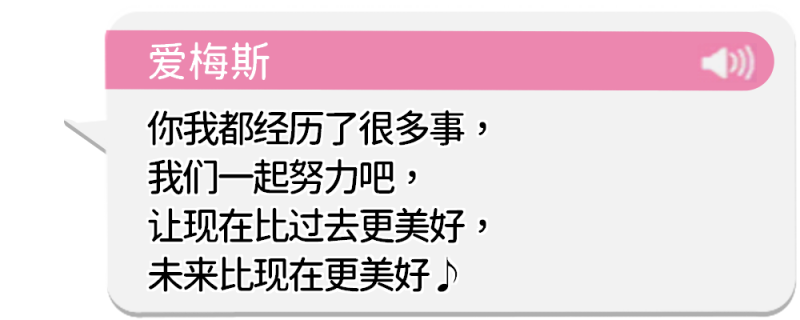 爱梅斯
你我都经历了很多事，
我们一起努力吧，
让现在比过去更美好，
未来比现在更美好♪